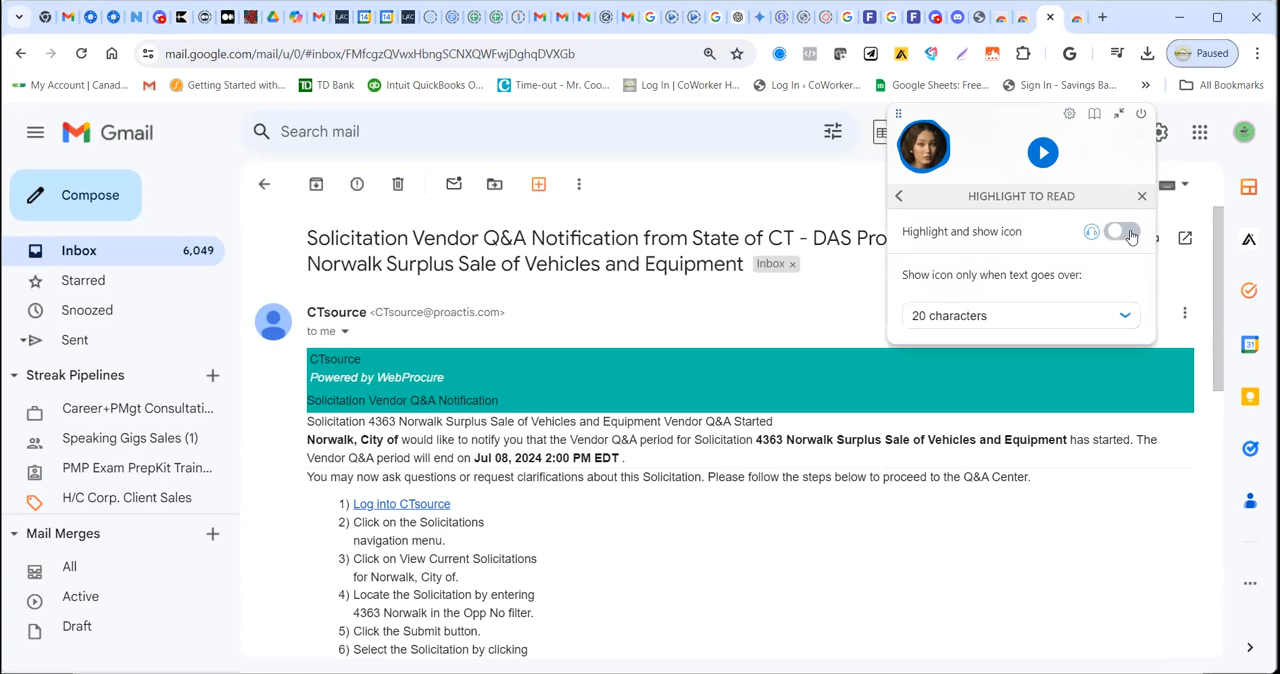 mail.google.com/mail/u/0/#inbox/FMfcgzQVwxHbngSCNXQWFwjDghqDVXGb
Paused
My Account | Canad...
Getting Started with...
TD Bank
Intuit QuickBooks O...
Time-out - Mr. Coo...
Log In | CoWorker H...
Log In ‹ CoWorker...
Google Sheets: Free...
Sign In - Savings Ba...
All Bookmarks
Gmail
Search mail
Compose
Inbox 6,049
Starred
Snoozed
Sent
Streak Pipelines
Career+PMgt Consultati...
Speaking Gigs Sales (1)
PMP Exam PrepKit Train...
H/C Corp. Client Sales
Mail Merges
All
Active
Draft
Solicitation Vendor Q&A Notification from State of CT - DAS Pro
Norwalk Surplus Sale of Vehicles and Equipment Inbox ×
CTsource <CTsource@proactis.com>
to me
CTsource
Powered by WebProcure
Solicitation Vendor Q&A Notification
Solicitation 4363 Norwalk Surplus Sale of Vehicles and Equipment Vendor Q&A Started
Norwalk, City of would like to notify you that the Vendor Q&A period for Solicitation 4363 Norwalk Surplus Sale of Vehicles and Equipment has started. The
Vendor Q&A period will end on Jul 08, 2024 2:00 PM EDT .
You may now ask questions or request clarifications about this Solicitation. Please follow the steps below to proceed to the Q&A Center.
1) Log into CTsource
2) Click on the Solicitations
navigation menu.
3) Click on View Current Solicitations
for Norwalk, City of.
4) Locate the Solicitation by entering
4363 Norwalk in the Opp No filter.
5) Click the Submit button.
6) Select the Solicitation by clicking
HIGHLIGHT TO READ
Highlight and show icon
Show icon only when text goes over:
20 characters
31